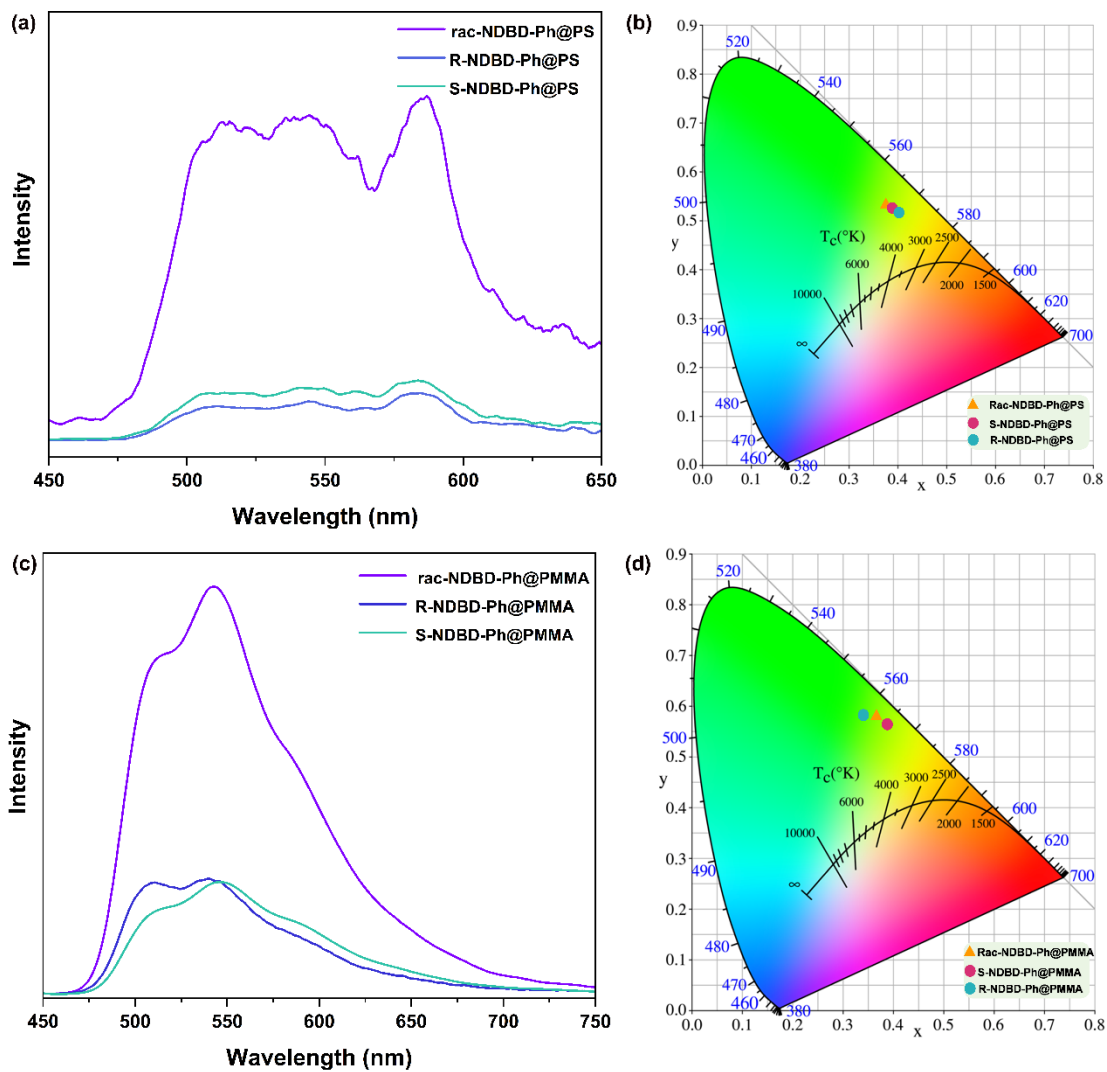 (a)
rac-NDBD-Ph@PS
R-NDBD-Ph@PS
S-NDBD-Ph@PS
Intensity
450 500 550 600 650
Wavelength (nm)
(b)
0.9
0.8
0.7
0.6
0.5
y
0.4
0.3
0.2
0.1
0.0
520
540
560
580
600
620
700
500
490
480
470
460
380
Tc(°K)
∞
10000
6000
4000
3000
2500
2000
1500
Rac-NDBD-Ph@PS
S-NDBD-Ph@PS
R-NDBD-Ph@PS
0.0 0.1 0.2 0.3 0.4 0.5 0.6 0.7 0.8
x
(c)
rac-NDBD-Ph@PMMA
R-NDBD-Ph@PMMA
S-NDBD-Ph@PMMA
Intensity
450 500 550 600 650 700 750
Wavelength (nm)
(d)
0.9
0.8
0.7
0.6
0.5
y
0.4
0.3
0.2
0.1
0.0
520
540
560
580
600
620
700
500
490
480
470
460
380
Tc(°K)
∞
10000
6000
4000
3000
2500
2000
1500
Rac-NDBD-Ph@PMMA
S-NDBD-Ph@PMMA
R-NDBD-Ph@PMMA
0.0 0.1 0.2 0.3 0.4 0.5 0.6 0.7 0.8
x